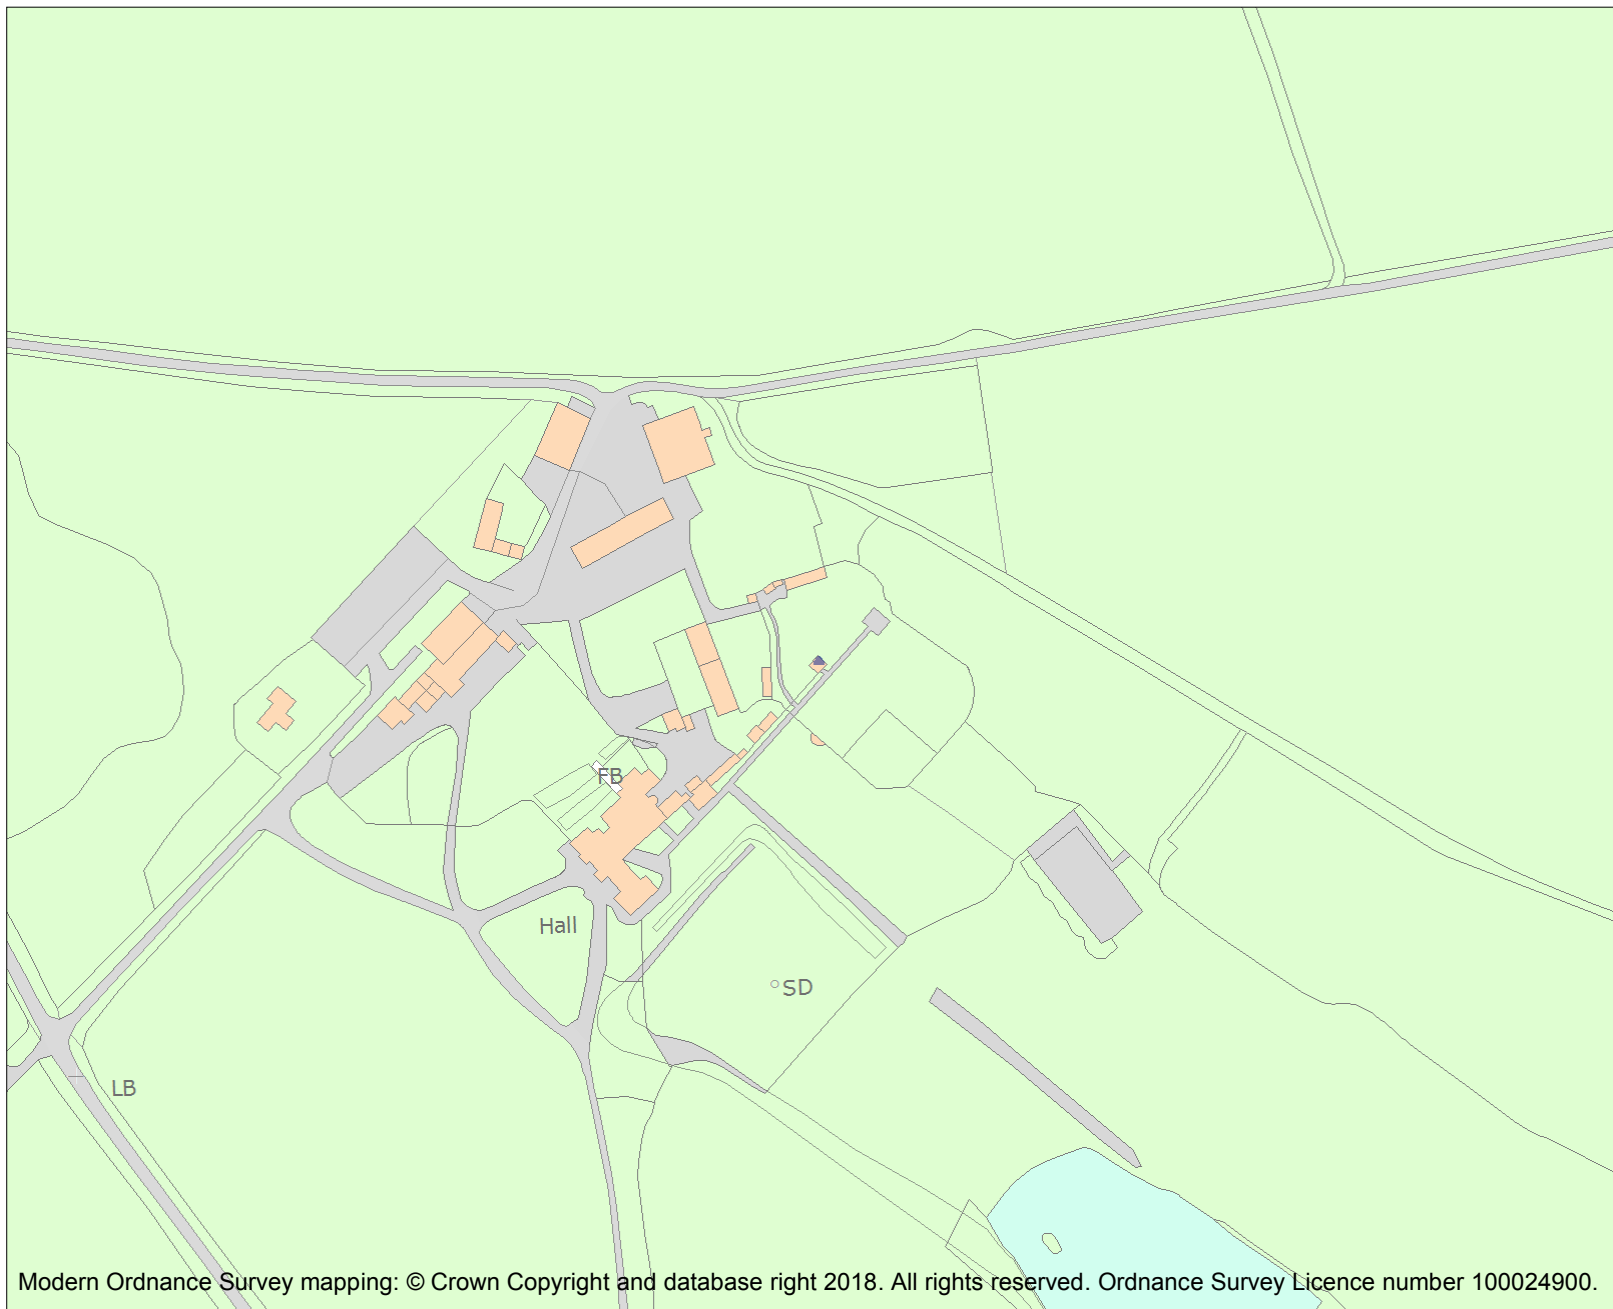 FB
Hall
SD
LB
Modern Ordnance Survey mapping: © Crown Copyright and database right 2018. All rights reserved. Ordnance Survey Licence number 100024900.